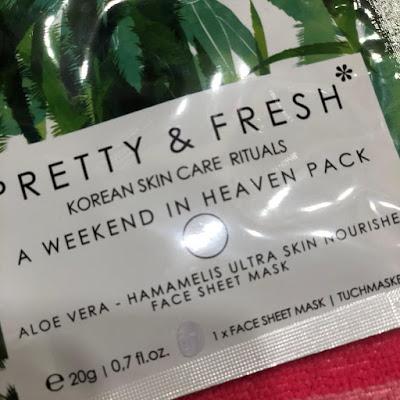 PRETTY & FRESH*
KOREAN SKIN CARE RITUALS
A WEEKEND IN HEAVEN PACK
ALOE VERA - HAMAMELIS ULTRA SKIN NOURISHE
FACE SHEET MASK
1 x FACE SHEET MASK | TUCHMASKE
℮ 20g | 0,7 fl.oz.